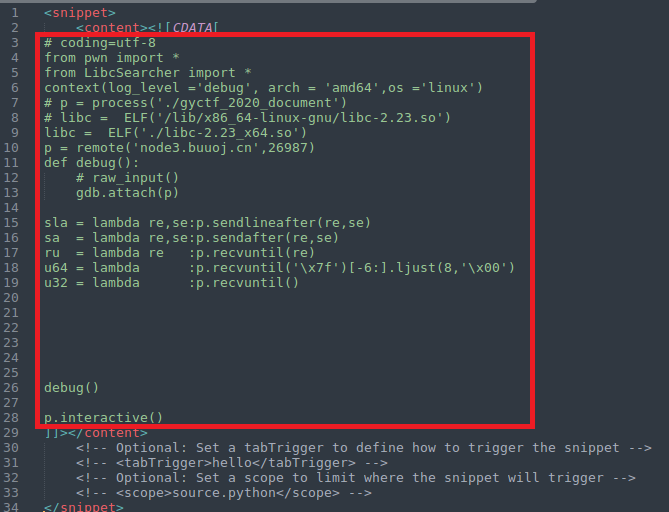 1 <snippet>
2 <content><![CDATA[
3 # coding=utf-8
4 from pwn import *
5 from LibcSearcher import *
6 context(log_level ='debug', arch = 'amd64',os ='linux')
7 # p = process('./gyctf_2020_document')
8 # libc =  ELF('/lib/x86_64-linux-gnu/libc-2.23.so')
9 libc =  ELF('./libc-2.23_x64.so')
10 p = remote('node3.buuoj.cn',26987)
11 def debug():
12     # raw_input()
13     gdb.attach(p)
14
15 sla = lambda re,se:p.sendlineafter(re,se)
16 sa  = lambda re,se:p.sendafter(re,se)
17 ru  = lambda re   :p.recvuntil(re)
18 u64 = lambda      :p.recvuntil('\x7f')[-6:].ljust(8,'\x00')
19 u32 = lambda      :p.recvuntil()
20
21
22
23
24
25
26 debug()
27
28 p.interactive()
29 ]]></content>
30     <!-- Optional: Set a tabTrigger to define how to trigger the snippet -->
31     <!-- <tabTrigger>hello</tabTrigger> -->
32     <!-- Optional: Set a scope to limit where the snippet will trigger -->
33     <!-- <scope>source.python</scope> -->
34 </snippet>